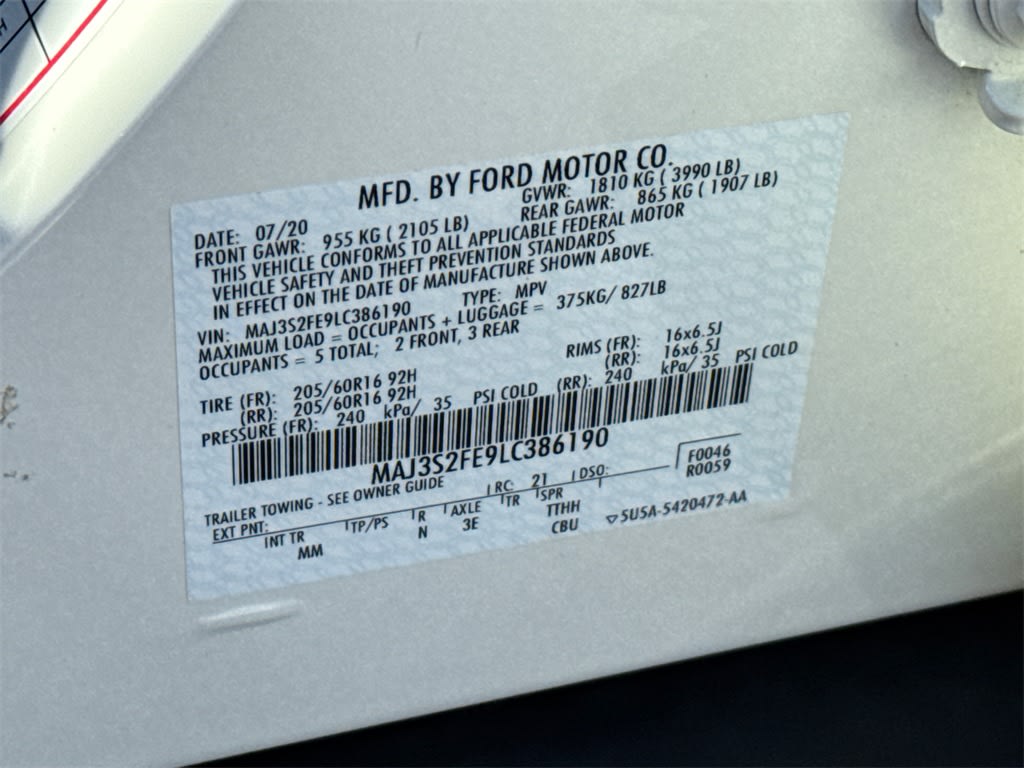 H
MFD. BY FORD MOTOR CO.
DATE: 07/20 GVWR: 1810 KG ( 3990 LB)
FRONT GAWR: 955 KG ( 2105 LB) REAR GAWR: 865 KG ( 1907 LB)
THIS VEHICLE CONFORMS TO ALL APPLICABLE FEDERAL MOTOR
VEHICLE SAFETY AND THEFT PREVENTION STANDARDS
IN EFFECT ON THE DATE OF MANUFACTURE SHOWN ABOVE.
VIN: MAJ3S2FE9LC386190 TYPE: MPV
MAXIMUM LOAD = OCCUPANTS + LUGGAGE = 375KG/ 827LB
OCCUPANTS = 5 TOTAL; 2 FRONT, 3 REAR
TIRE (FR): 205/60R16 92H RIMS (FR): 16x6.5J
(RR): 205/60R16 92H (RR): 16x6.5J
PRESSURE (FR): 240 kPa/ 35 PSI COLD (RR): 240 kPa/ 35 PSI COLD
MAJ3S2FE9LC386190
TRAILER TOWING - SEE OWNER GUIDE
EXT PNT: RC: 21 DSO: F0046
R0059
INT TR TP/PS R AXLE TR SPR
MM N 3E TTHH
CBU
5U5A-5420472-AA